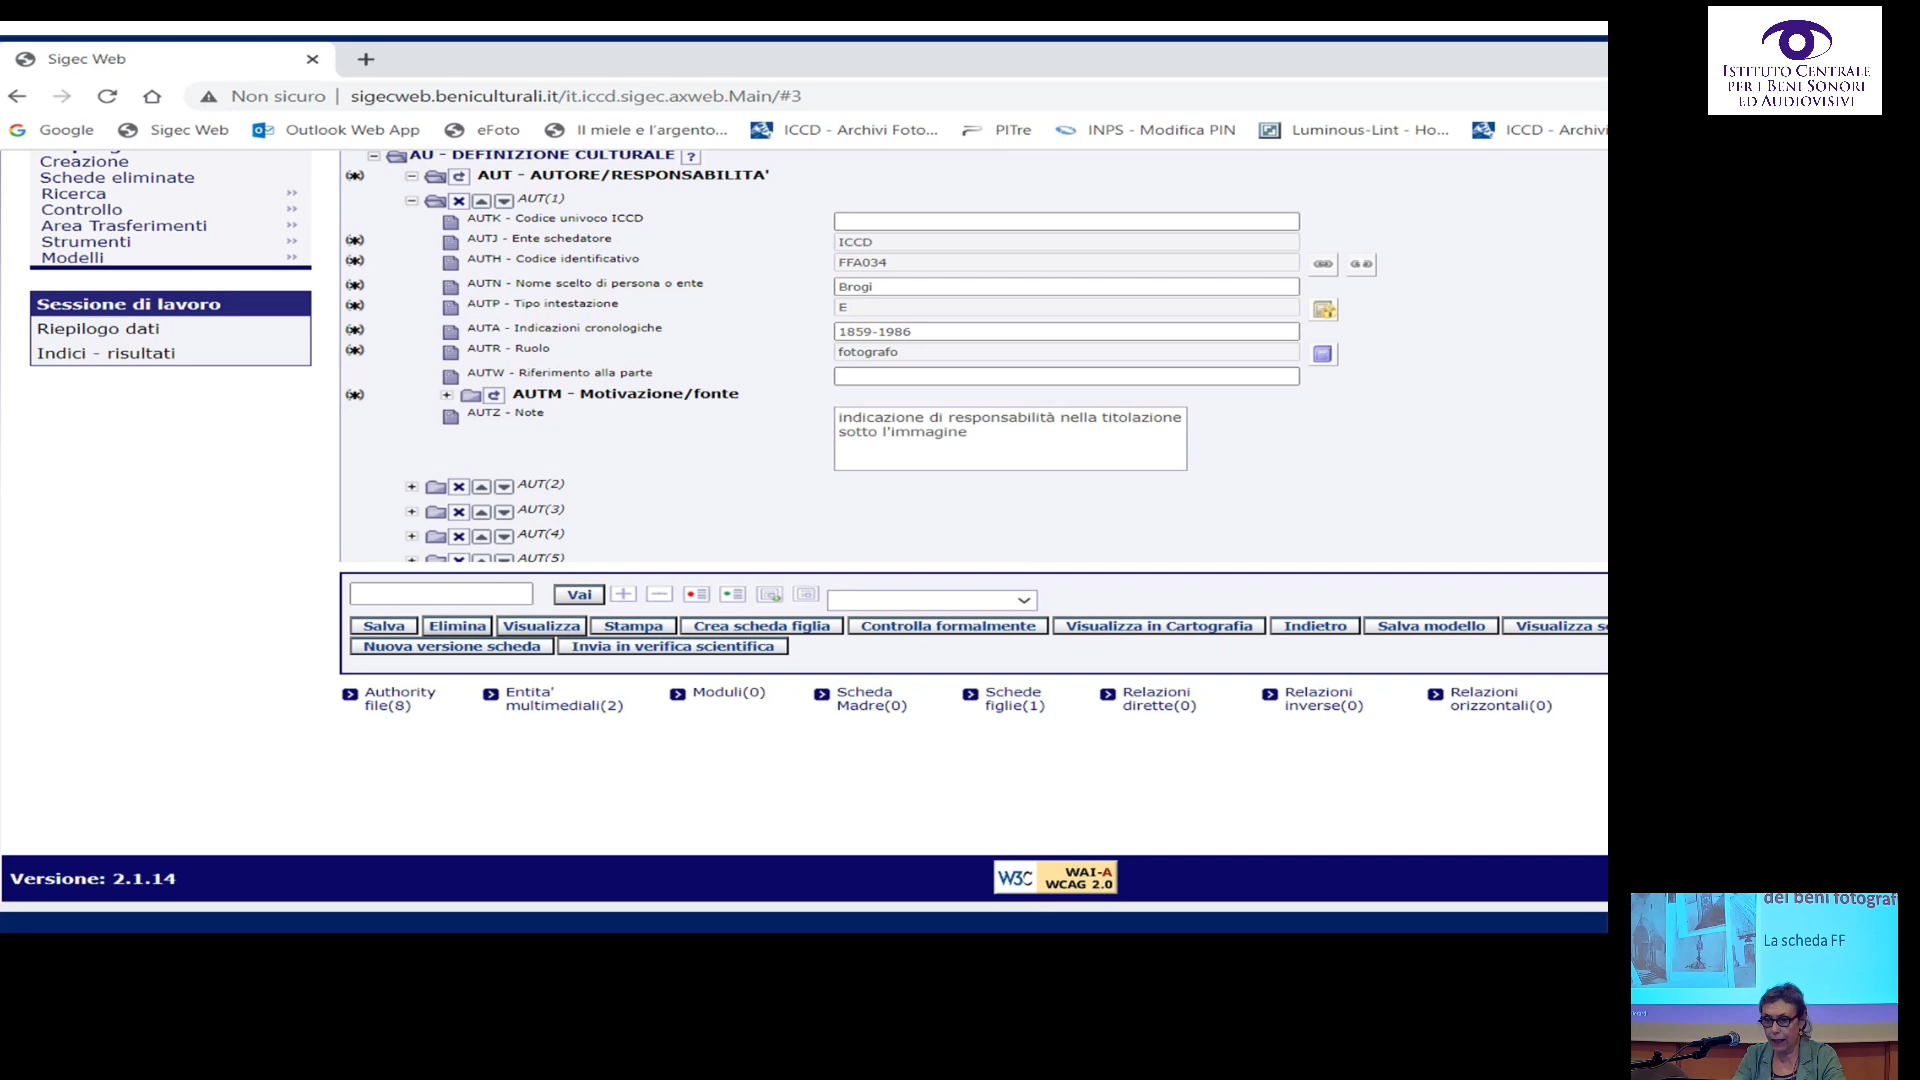 Sigec Web
Non sicuro | sigecweb.beniculturali.it/it.iccd.sigec.axweb.Main/#3
Google Sigec Web Outlook Web App eFoto Il miele e l'argento... ICCD - Archivi Foto... PITre INPS - Modifica PIN Luminous-Lint - Ho... ICCD - Archivi
Creazione
Schede eliminate
Ricerca
Controllo
Area Trasferimenti
Strumenti
Modelli
Sessione di lavoro
Riepilogo dati
Indici - risultati
AU - DEFINIZIONE CULTURALE ?
AUT - AUTORE/RESPONSABILITA'
AUT(1)
AUTK - Codice univoco ICCD
AUTJ - Ente schedatore ICCD
AUTH - Codice identificativo FFA034
AUTN - Nome scelto di persona o ente Brogi
AUTP - Tipo intestazione E
AUTA - Indicazioni cronologiche 1859-1986
AUTR - Ruolo fotografo
AUTW - Riferimento alla parte
AUTM - Motivazione/fonte
AUTZ - Note indicazione di responsabilità nella titolazione
sotto l'immagine
AUT(2)
AUT(3)
AUT(4)
AUT(5)
Vai
Salva Elimina Visualizza Stampa Crea scheda figlia Controlla formalmente Visualizza in Cartografia Indietro Salva modello Visualizza
Nuova versione scheda Invia in verifica scientifica
Authority file(8) Entita' multimediali(2) Moduli(0) Scheda Madre(0) Schede figlie(1) Relazioni dirette(0) Relazioni inverse(0) Relazioni orizzontali(0)
Versione: 2.1.14
W3C WAI-A
WCAG 2.0
ISTITUTO CENTRALE
PER I BENI SONORI
ED AUDIOVISIVI
dei beni fotograf
La scheda FF